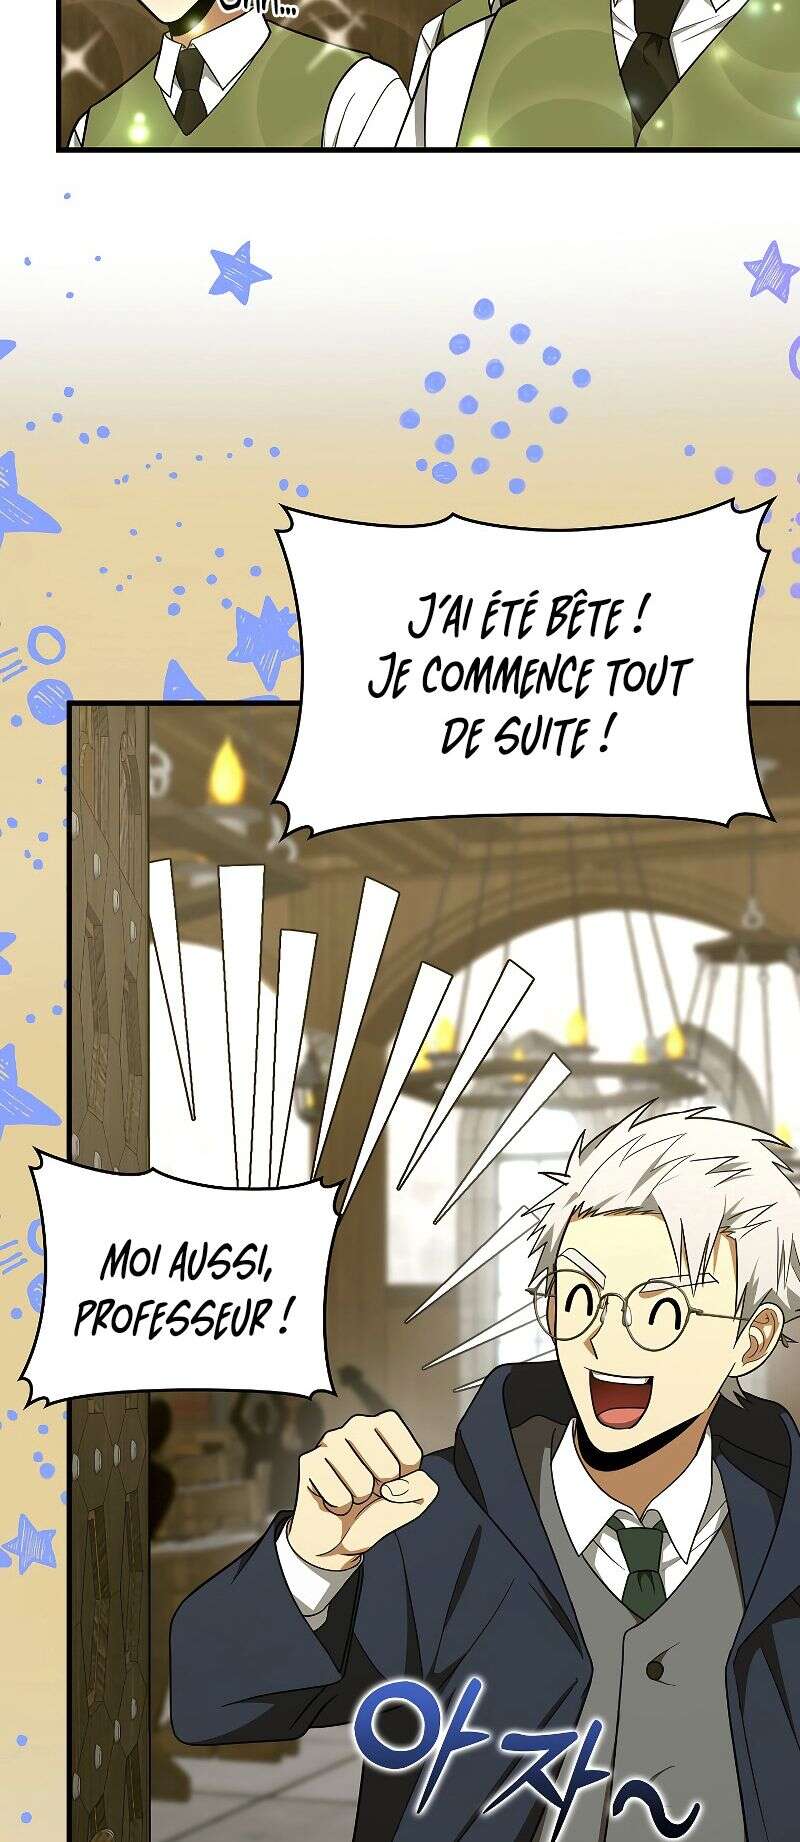 J'AI ÉTÉ BÊTE !
JE COMMENCE TOUT
DE SUITE !
MOI AUSSI,
PROFESSEUR !
아자~